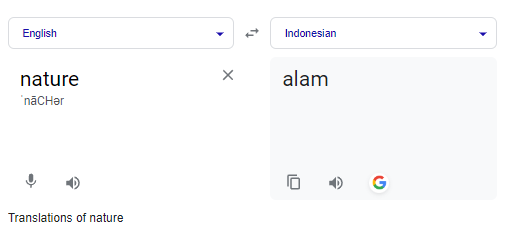 English Indonesian
nature alam
ˈnāCHər
Translations of nature